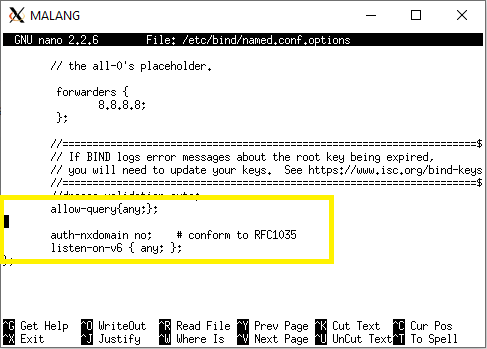 MALANG
GNU nano 2.2.6 File: /etc/bind/named.conf.options
// the all-0's placeholder.
forwarders {
8.8.8.8;
};
//=====================================================================$
// If BIND logs error messages about the root key being expired,
// you will need to update your keys. See https://www.isc.org/bind-keys
//=====================================================================$
//dnssec-validation auto;
allow-query{any;};
auth-nxdomain no; # conform to RFC1035
listen-on-v6 { any; };
};
^G Get Help ^O WriteOut ^R Read File ^Y Prev Page ^K Cut Text ^C Cur Pos
^X Exit ^J Justify ^W Where Is ^V Next Page ^U UnCut Text^T To Spell